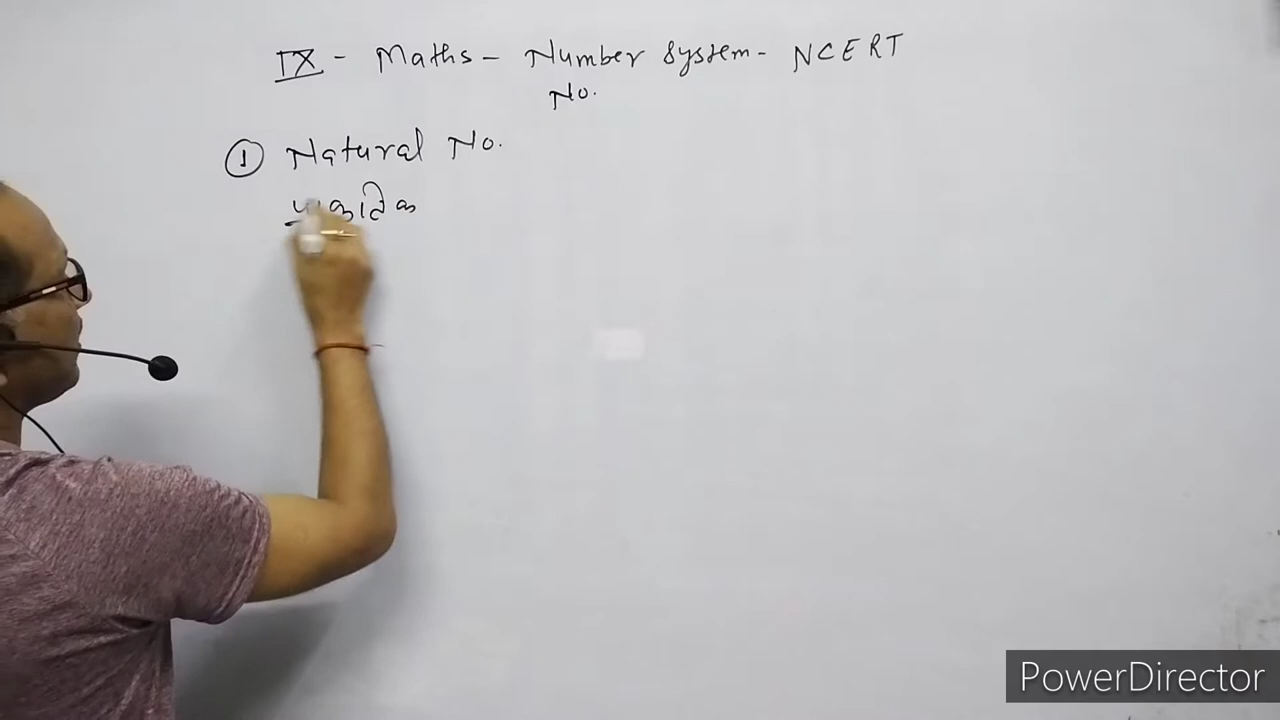 IX - Maths - Number System - NCERT
No.
① Natural No.
PowerDirector